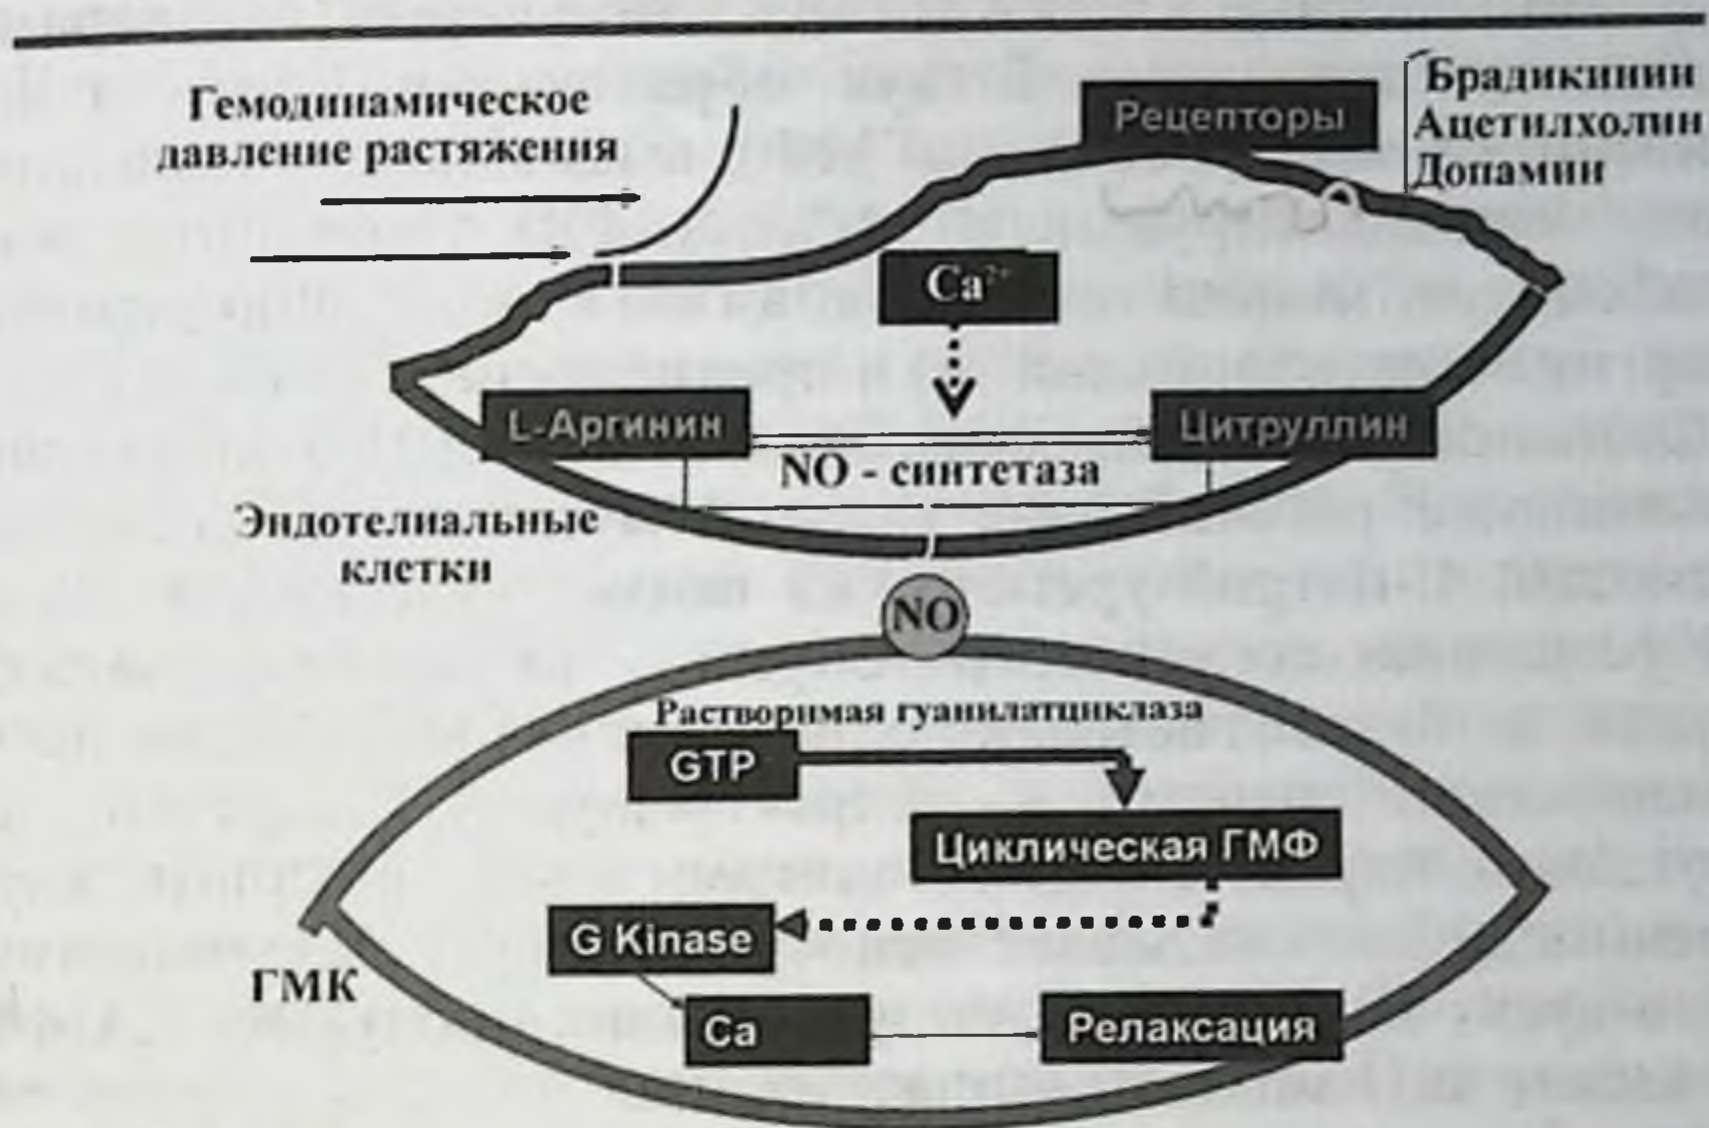 Гемодинамическое
давление растяжения
Рецепторы
Брадикинин
Ацетилхолин
Допамин
Ca²⁺
L-Аргинин
Цитруллин
NO - синтетаза
Эндотелиальные
клетки
NO
Растворимая гуанилатциклаза
GTP
Циклическая ГМФ
G Kinase
ГМК
Ca
Релаксация